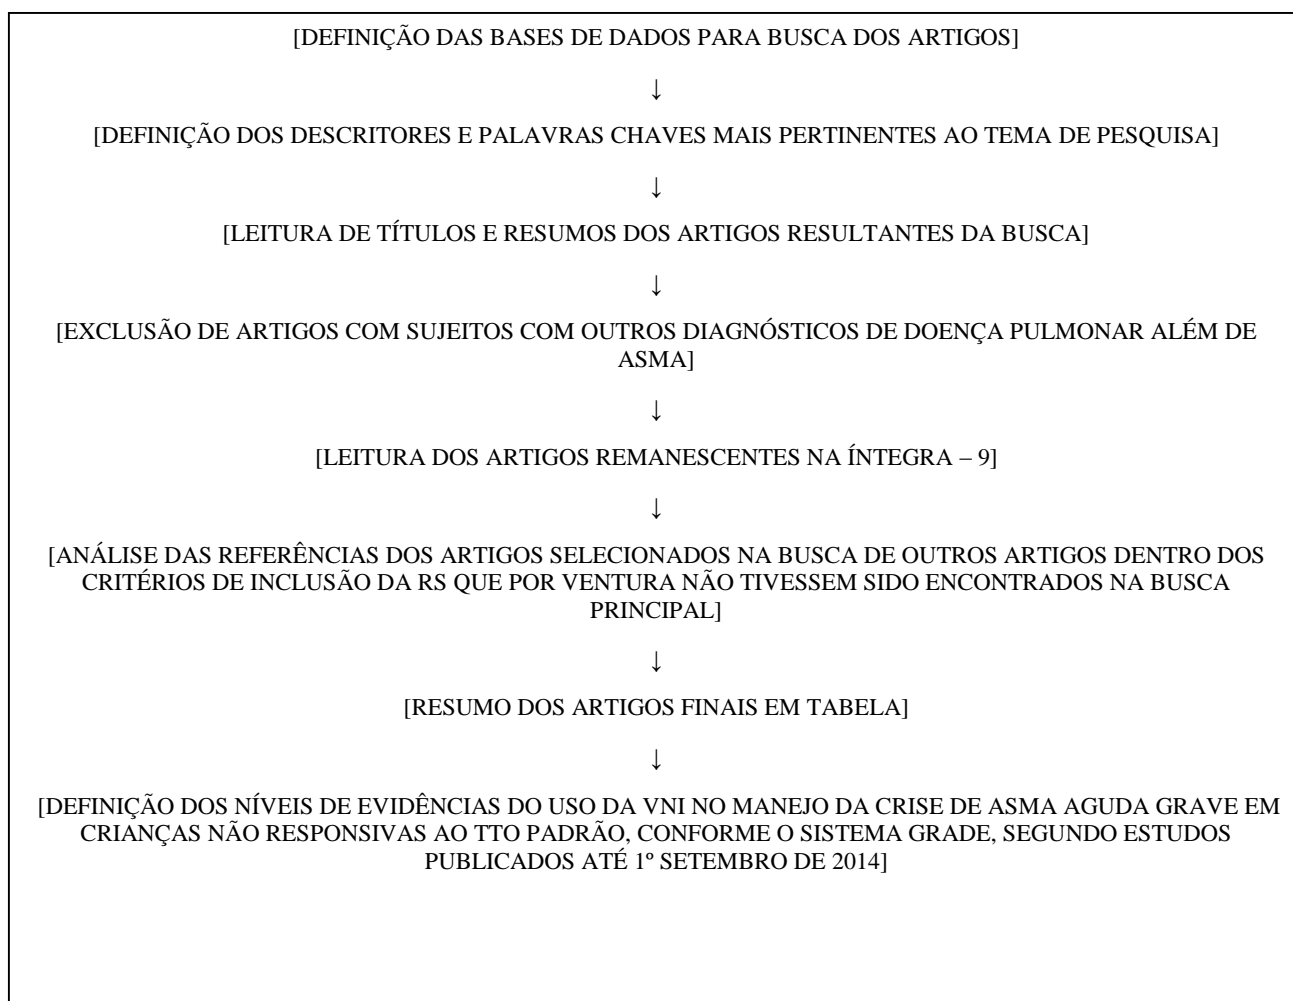 [DEFINIÇÃO DAS BASES DE DADOS PARA BUSCA DOS ARTIGOS]
↓
[DEFINIÇÃO DOS DESCRITORES E PALAVRAS CHAVES MAIS PERTINENTES AO TEMA DE PESQUISA]
↓
[LEITURA DE TÍTULOS E RESUMOS DOS ARTIGOS RESULTANTES DA BUSCA]
↓
[EXCLUSÃO DE ARTIGOS COM SUJEITOS COM OUTROS DIAGNÓSTICOS DE DOENÇA PULMONAR ALÉM DE
ASMA]
↓
[LEITURA DOS ARTIGOS REMANESCENTES NA ÍNTEGRA – 9]
↓
[ANÁLISE DAS REFERÊNCIAS DOS ARTIGOS SELECIONADOS NA BUSCA DE OUTROS ARTIGOS DENTRO DOS
CRITÉRIOS DE INCLUSÃO DA RS QUE POR VENTURA NÃO TIVESSEM SIDO ENCONTRADOS NA BUSCA
PRINCIPAL]
↓
[RESUMO DOS ARTIGOS FINAIS EM TABELA]
↓
[DEFINIÇÃO DOS NÍVEIS DE EVIDÊNCIAS DO USO DA VNI NO MANEJO DA CRISE DE ASMA AGUDA GRAVE EM
CRIANÇAS NÃO RESPONSIVAS AO TTO PADRÃO, CONFORME O SISTEMA GRADE, SEGUNDO ESTUDOS
PUBLICADOS ATÉ 1º SETEMBRO DE 2014]